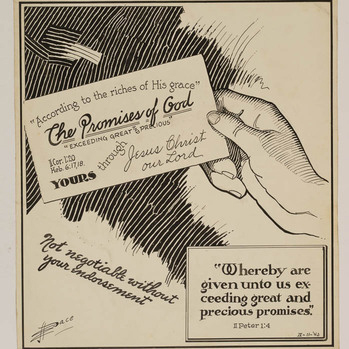 "According to the riches of His grace"
The Promises of God
"EXCEEDING GREAT & PRECIOUS"
II Cor. 1:20
Heb. 6:17,18.
YOURS through Jesus Christ
our Lord
Not negotiable without
your endorsement
"Whereby are
given unto us ex-
ceeding great and
precious promises."
II Peter 1:4
Pace